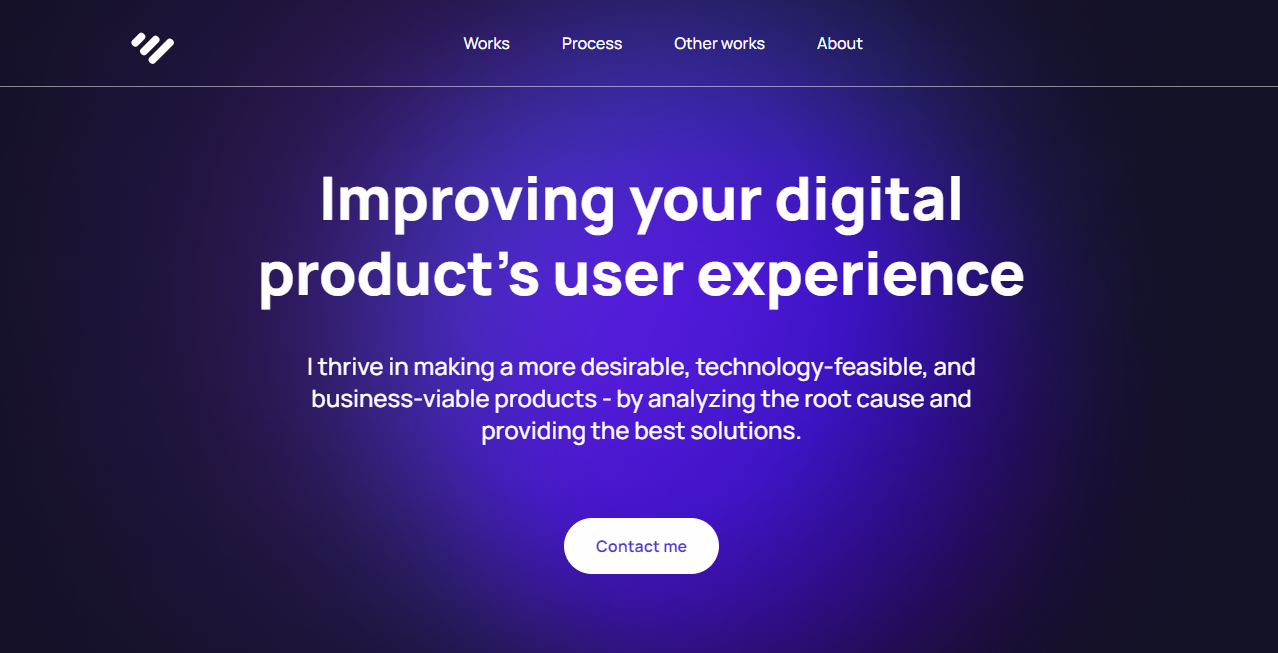 Works Process Other works About
Improving your digital
product’s user experience
I thrive in making a more desirable, technology-feasible, and
business-viable products - by analyzing the root cause and
providing the best solutions.
Contact me